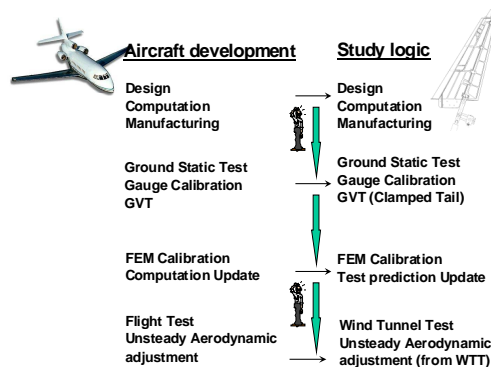 Aircraft development
Study logic
Design
Computation
Manufacturing
Design
Computation
Manufacturing
Ground Static Test
Gauge Calibration
GVT
Ground Static Test
Gauge Calibration
GVT (Clamped Tail)
FEM Calibration
Computation Update
FEM Calibration
Test prediction Update
Flight Test
Unsteady Aerodynamic
adjustment
Wind Tunnel Test
Unsteady Aerodynamic
adjustment (from WTT)